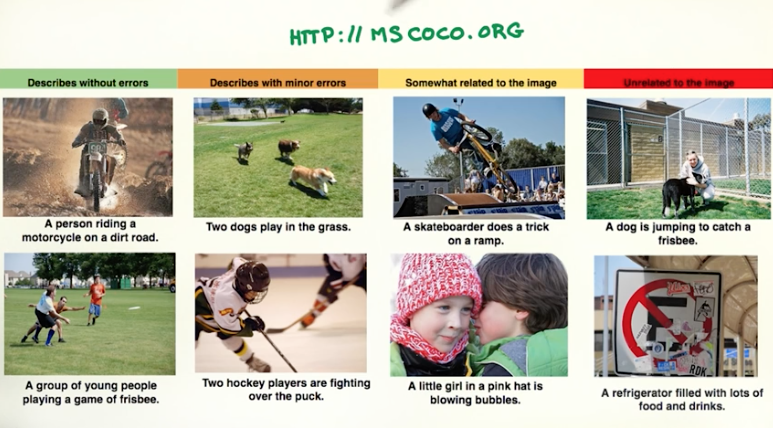 HTTP://MSCOCO.ORG
Describes without errors
Describes with minor errors
Somewhat related to the image
Unrelated to the image
A person riding a
motorcycle on a dirt road.
Two dogs play in the grass.
A skateboarder does a trick
on a ramp.
A dog is jumping to catch a
frisbee.
A group of young people
playing a game of frisbee.
Two hockey players are fighting
over the puck.
A little girl in a pink hat is
blowing bubbles.
RDK
A refrigerator filled with lots of
food and drinks.